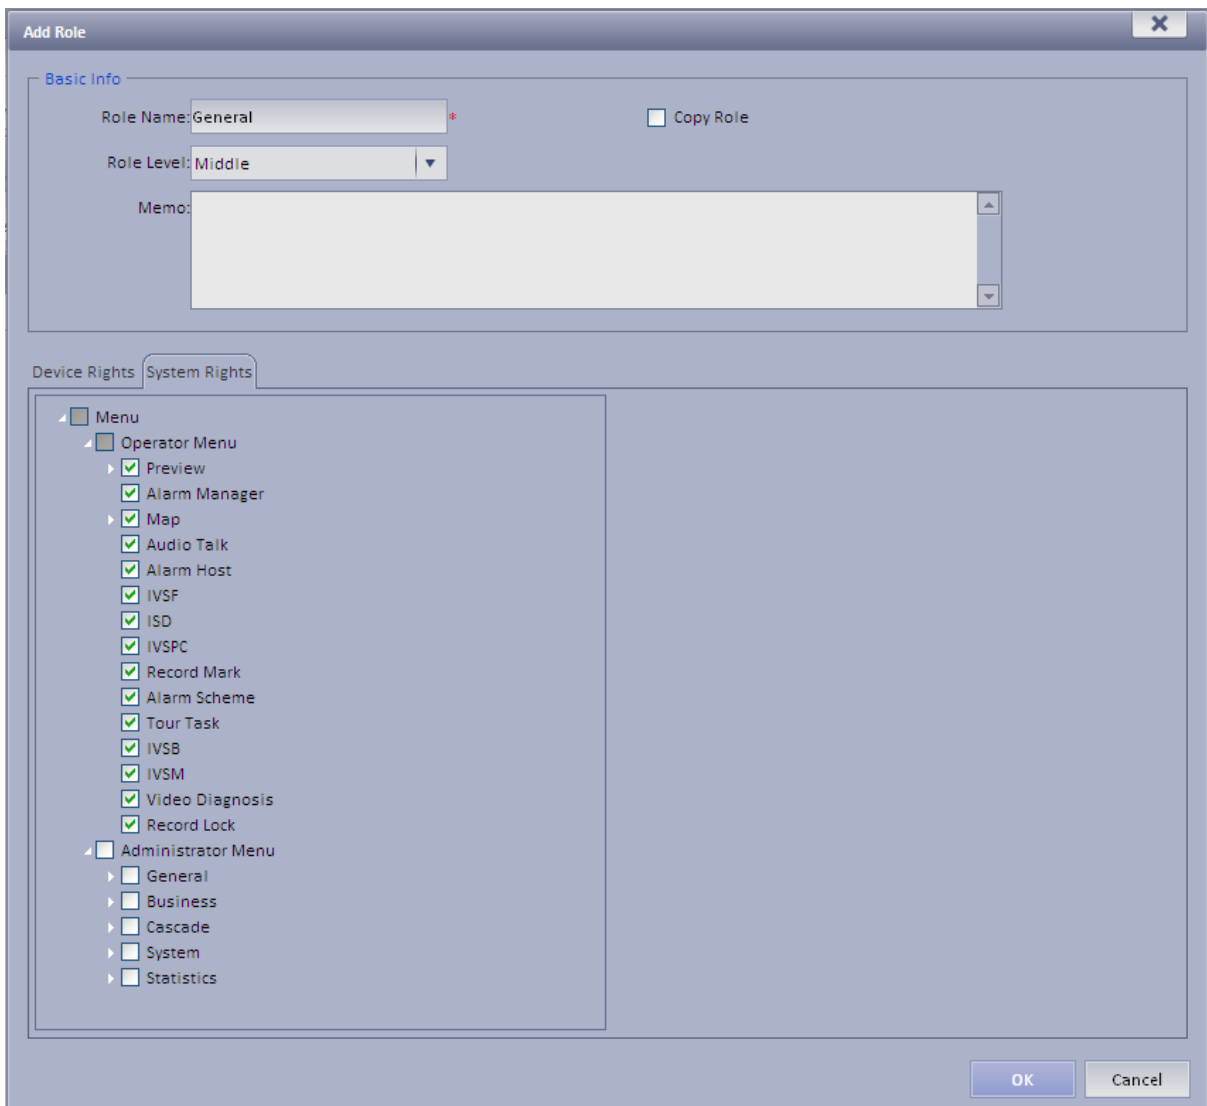 Add Role
Basic Info
Role Name: General * Copy Role
Role Level: Middle
Memo:
Device Rights System Rights
Menu
Operator Menu
Preview
Alarm Manager
Map
Audio Talk
Alarm Host
IVSF
ISD
IVSPC
Record Mark
Alarm Scheme
Tour Task
IVSB
IVSM
Video Diagnosis
Record Lock
Administrator Menu
General
Business
Cascade
System
Statistics
OK Cancel